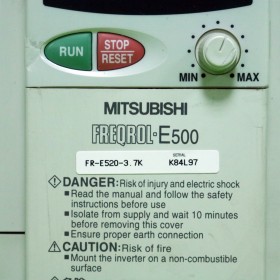 RUN
STOP
RESET
MIN MAX
MITSUBISHI
FREQROL-E500
SERIAL
FR-E520-3.7K K84L97
DANGER: Risk of injury and electric shock
Read the manual and follow the
safety instructions before use
Isolate from supply and wait 10 minutes
before removing this cover
Ensure proper earth connection
CAUTION: Risk of fire
Mount the inverter on a non-combustible
surface